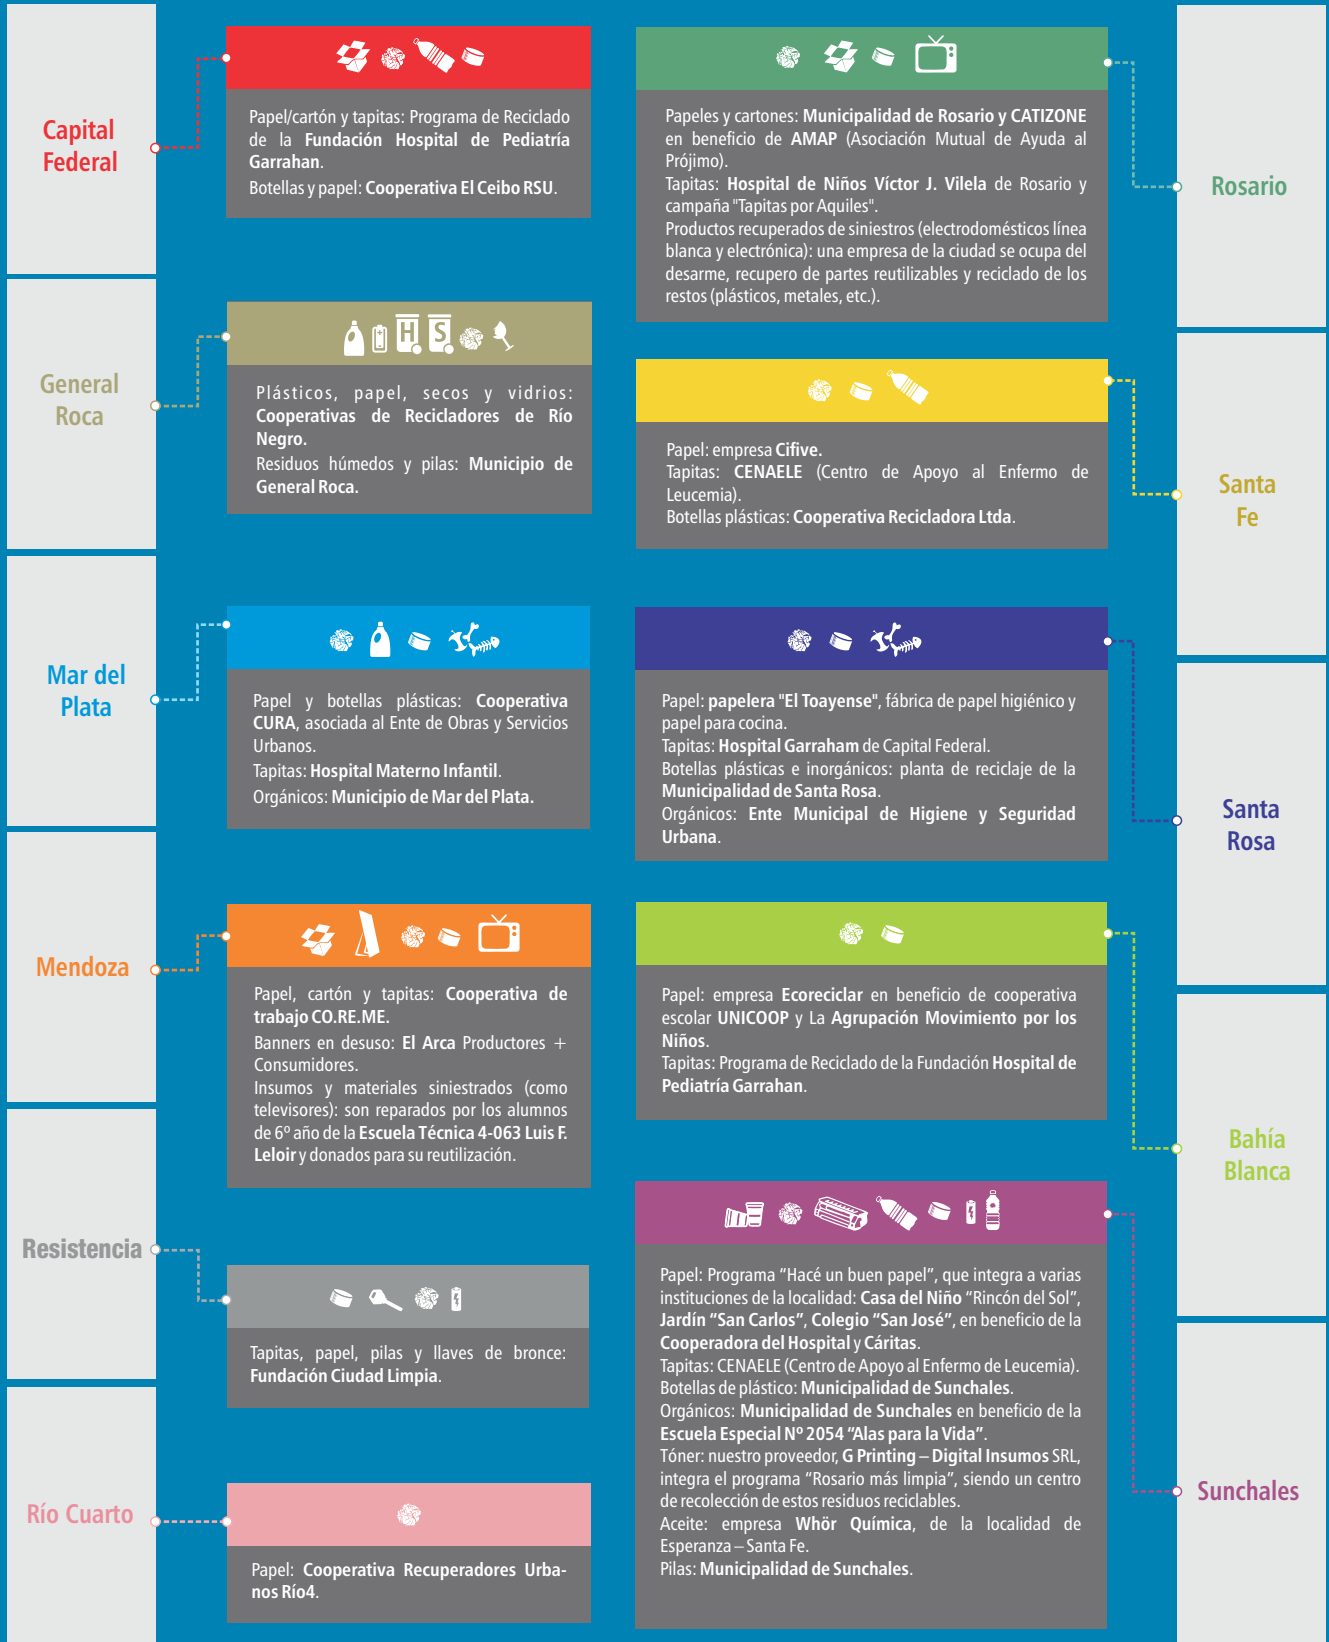 Capital
Federal
Papel/cartón y tapitas: Programa de Reciclado
de la Fundación Hospital de Pediatría
Garrahan.
Botellas y papel: Cooperativa El Ceibo RSU.
General
Roca
H S
Plásticos, papel, secos y vidrios:
Cooperativas de Recicladores de Río
Negro.
Residuos húmedos y pilas: Municipio de
General Roca.
Mar del
Plata
Papel y botellas plásticas: Cooperativa
CURA, asociada al Ente de Obras y Servicios
Urbanos.
Tapitas: Hospital Materno Infantil.
Orgánicos: Municipio de Mar del Plata.
Mendoza
Papel, cartón y tapitas: Cooperativa de
trabajo CO.RE.ME.
Banners en desuso: El Arca Productores +
Consumidores.
Insumos y materiales siniestrados (como
televisores): son reparados por los alumnos
de 6º año de la Escuela Técnica 4-063 Luis F.
Leloir y donados para su reutilización.
Resistencia
Tapitas, papel, pilas y llaves de bronce:
Fundación Ciudad Limpia.
Río Cuarto
Papel: Cooperativa Recuperadores Urba-
nos Río4.
Rosario
Papeles y cartones: Municipalidad de Rosario y CATIZONE
en beneficio de AMAP (Asociación Mutual de Ayuda al
Prójimo).
Tapitas: Hospital de Niños Víctor J. Vilela de Rosario y
campaña "Tapitas por Aquiles".
Productos recuperados de siniestros (electrodomésticos línea
blanca y electrónica): una empresa de la ciudad se ocupa del
desarme, recupero de partes reutilizables y reciclado de los
restos (plásticos, metales, etc.).
Santa
Fe
Papel: empresa Cifive.
Tapitas: CENAELE (Centro de Apoyo al Enfermo de
Leucemia).
Botellas plásticas: Cooperativa Recicladora Ltda.
Santa
Rosa
Papel: papelera "El Toayense", fábrica de papel higiénico y
papel para cocina.
Tapitas: Hospital Garraham de Capital Federal.
Botellas plásticas e inorgánicos: planta de reciclaje de la
Municipalidad de Santa Rosa.
Orgánicos: Ente Municipal de Higiene y Seguridad
Urbana.
Bahía
Blanca
Papel: empresa Ecoreciclar en beneficio de cooperativa
escolar UNICOOP y La Agrupación Movimiento por los
Niños.
Tapitas: Programa de Reciclado de la Fundación Hospital de
Pediatría Garrahan.
Sunchales
Papel: Programa “Hacé un buen papel”, que integra a varias
instituciones de la localidad: Casa del Niño “Rincón del Sol”,
Jardín “San Carlos”, Colegio “San José”, en beneficio de la
Cooperadora del Hospital y Cáritas.
Tapitas: CENAELE (Centro de Apoyo al Enfermo de Leucemia).
Botellas de plástico: Municipalidad de Sunchales.
Orgánicos: Municipalidad de Sunchales en beneficio de la
Escuela Especial Nº 2054 “Alas para la Vida”.
Tóner: nuestro proveedor, G Printing – Digital Insumos SRL,
integra el programa “Rosario más limpia”, siendo un centro
de recolección de estos residuos reciclables.
Aceite: empresa Whör Química, de la localidad de
Esperanza – Santa Fe.
Pilas: Municipalidad de Sunchales.